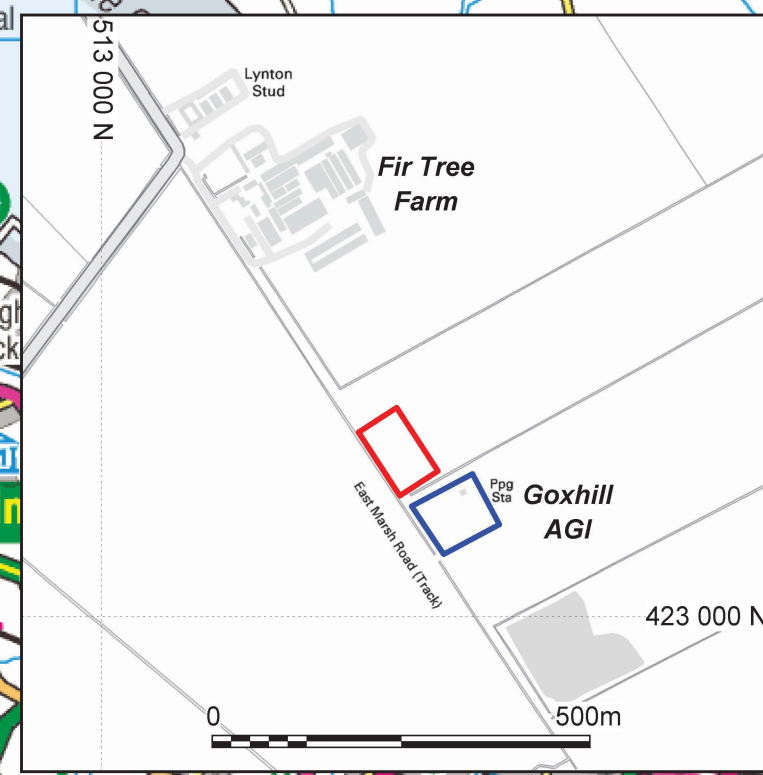 al
513 000 N
Lynton
Stud
Fir Tree
Farm
Ppg
Sta
Goxhill
AGI
East Marsh Road (Track)
423 000 N
0
500m